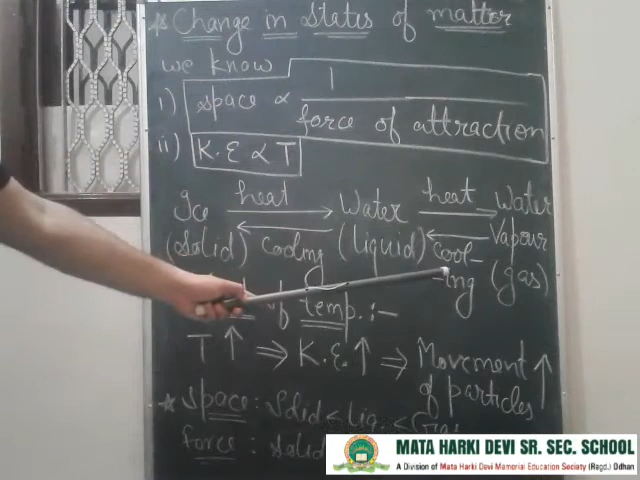 * Change in States of matter
we know
i) space ∝ 1 / force of attraction
ii) K.E ∝ T
Ice heat → Water heat → Water
(Solid) ← cooling (liquid) ← cool- Vapour
-ing (gas)
of temp. :-
T ↑ ⇒ K.E. ↑ ⇒ Movement ↑
of particles
* space : Solid < Liq. < Gas
force : solid
MATA HARKI DEVI SR. SEC. SCHOOL
A Division of Mata Harki Devi Memorial Education Society (Regd.) Odhan